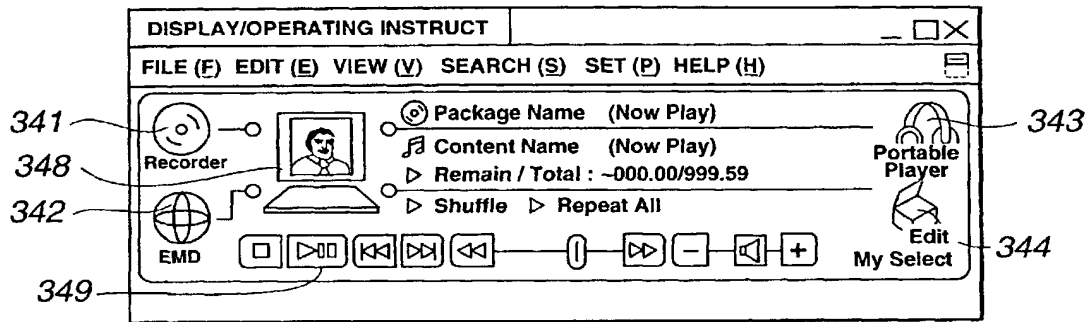 DISPLAY/OPERATING INSTRUCT
FILE (F) EDIT (E) VIEW (V) SEARCH (S) SET (P) HELP (H)
341
Recorder
348
342
EMD
349
Package Name (Now Play)
Content Name (Now Play)
Remain / Total : ~000.00/999.59
Shuffle Repeat All
343
Portable
Player
Edit
My Select
344